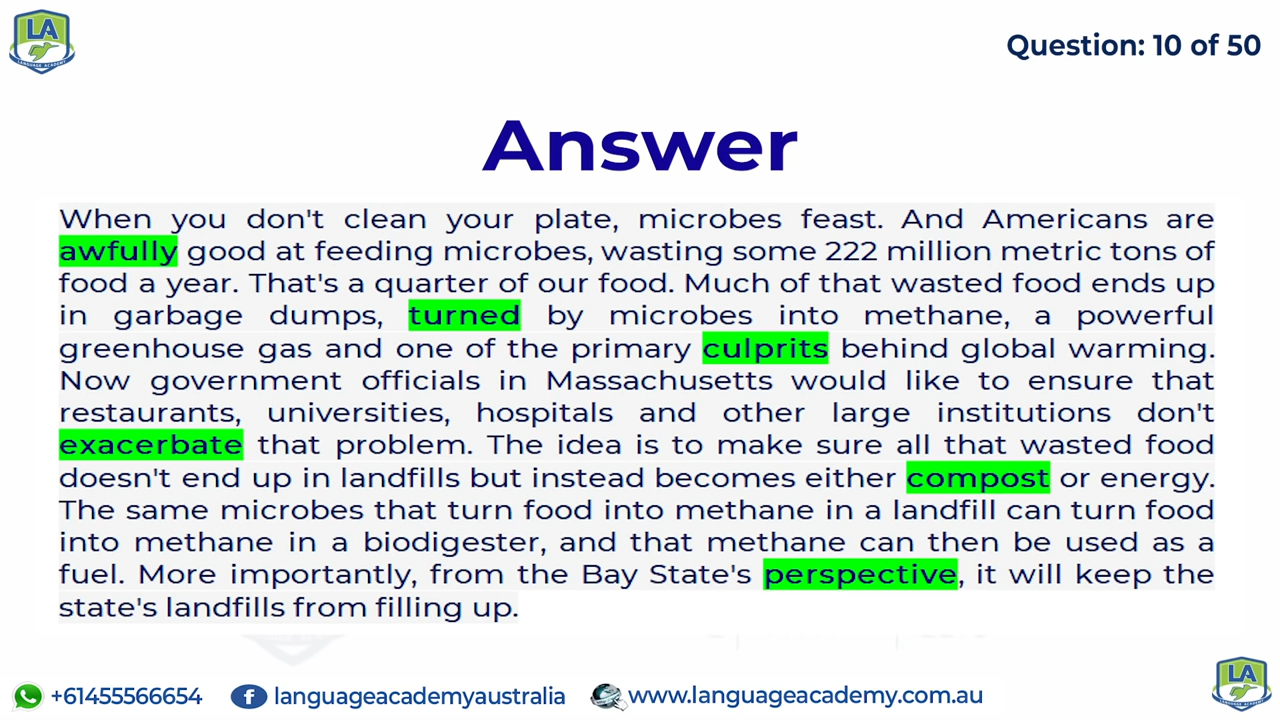 LA
LANGUAGE ACADEMY
Question: 10 of 50
Answer
When you don't clean your plate, microbes feast. And Americans are
awfully good at feeding microbes, wasting some 222 million metric tons of
food a year. That's a quarter of our food. Much of that wasted food ends up
in garbage dumps, turned by microbes into methane, a powerful
greenhouse gas and one of the primary culprits behind global warming.
Now government officials in Massachusetts would like to ensure that
restaurants, universities, hospitals and other large institutions don't
exacerbate that problem. The idea is to make sure all that wasted food
doesn't end up in landfills but instead becomes either compost or energy.
The same microbes that turn food into methane in a landfill can turn food
into methane in a biodigester, and that methane can then be used as a
fuel. More importantly, from the Bay State's perspective, it will keep the
state's landfills from filling up.
+61455566654
languageacademyaustralia
www.languageacademy.com.au
LA
LANGUAGE ACADEMY